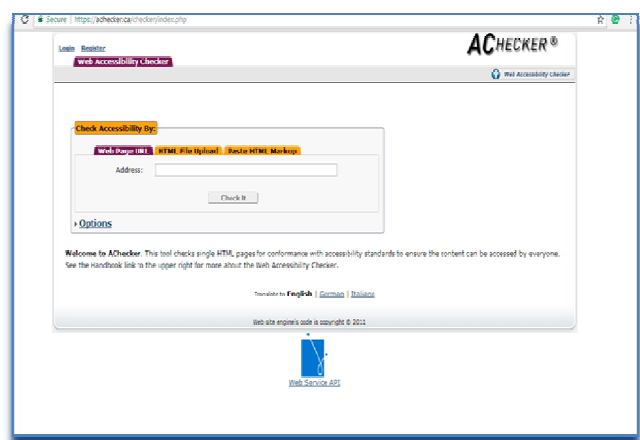 Secure | https://achecker.ca/checker/index.php
Login Register
ACHECKER ®
Web Accessibility Checker
Web Accessibility Checker
Check Accessibility By:
Web Page URL HTML File Upload Paste HTML Markup
Address:
Check It
Options
Welcome to AChecker. This tool checks single HTML pages for conformance with accessibility standards to ensure the content can be accessed by everyone.
See the Handbook link to the upper right for more about the Web Accessibility Checker.
Translate to English | German | Italiano
Web site engine's code is copyright © 2011
Web Service API